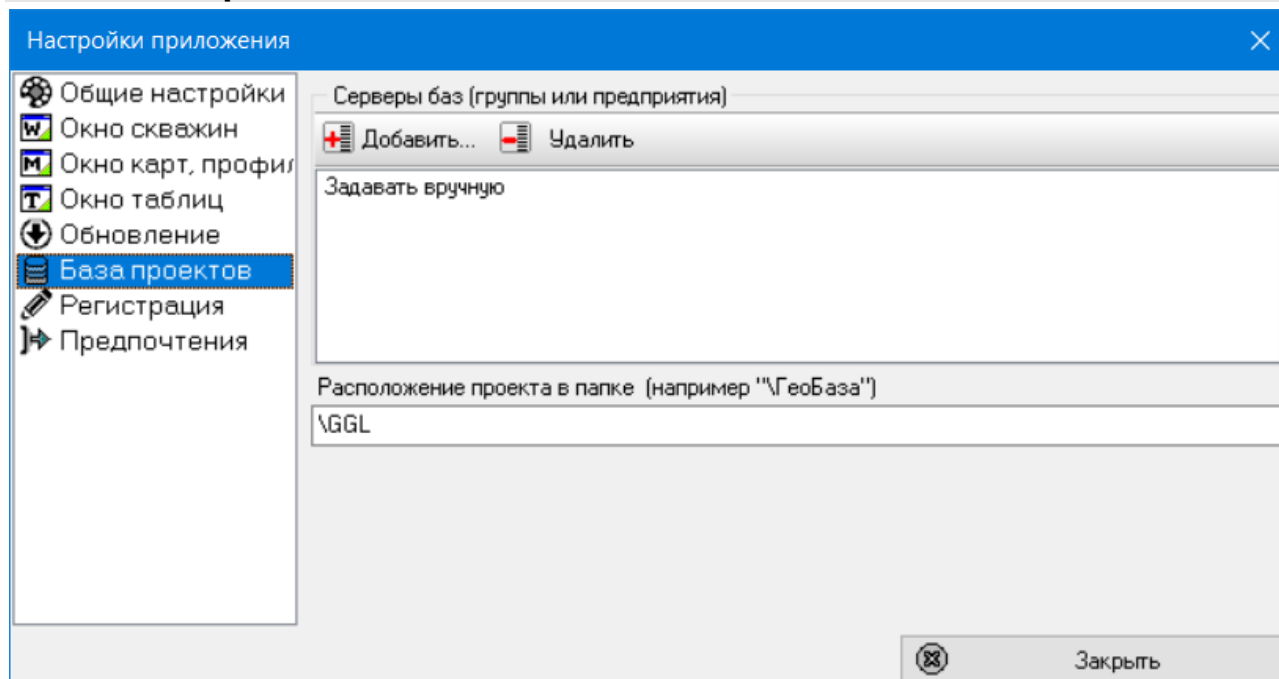 Настройки приложения
Общие настройки
Окно скважин
Окно карт, профил
Окно таблиц
Обновление
База проектов
Регистрация
Предпочтения
Серверы баз (группы или предприятия)
Добавить... Удалить
Задавать вручную
Расположение проекта в папке (например "\ГеоБаза")
\GGL
Закрыть